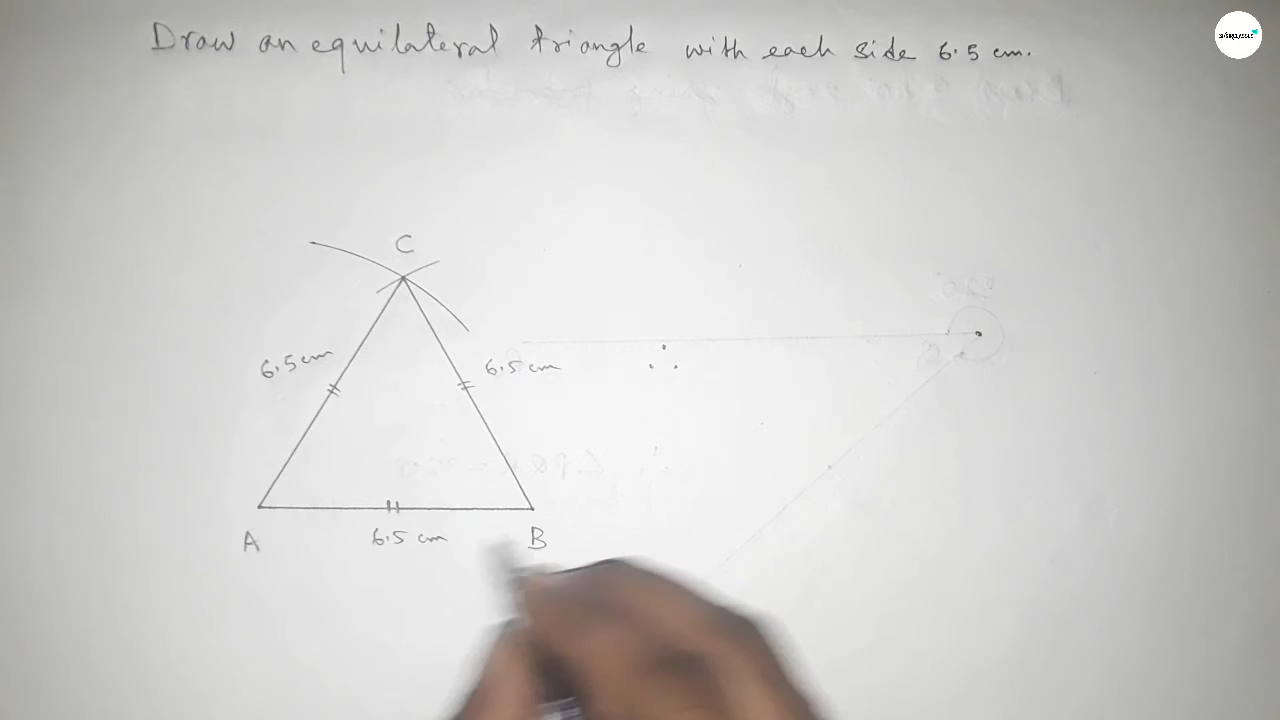 Draw an equilateral triangle with each side 6.5 cm.
C
6.5 cm
6.5 cm
A
6.5 cm
B